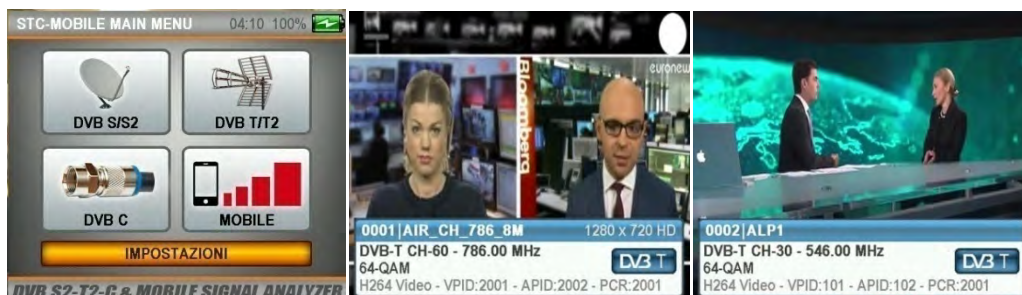 STC-MOBILE MAIN MENU 04:10 100%
DVB S/S2
DVB T/T2
DVB C
MOBILE
IMPOSTAZIONI
DVB S2-T2-C & MOBILE SIGNAL ANALYZER
euronew
Bloomberg
0001|AIR_CH_786_8M 1280 x 720 HD
DVB-T CH-60 - 786.00 MHz
64-QAM
DVB T
H264 Video - VPID:2001 - APID:2002 - PCR:2001
0002|ALP1
DVB-T CH-30 - 546.00 MHz
64-QAM
DVB T
H264 Video - VPID:101 - APID:102 - PCR:2001